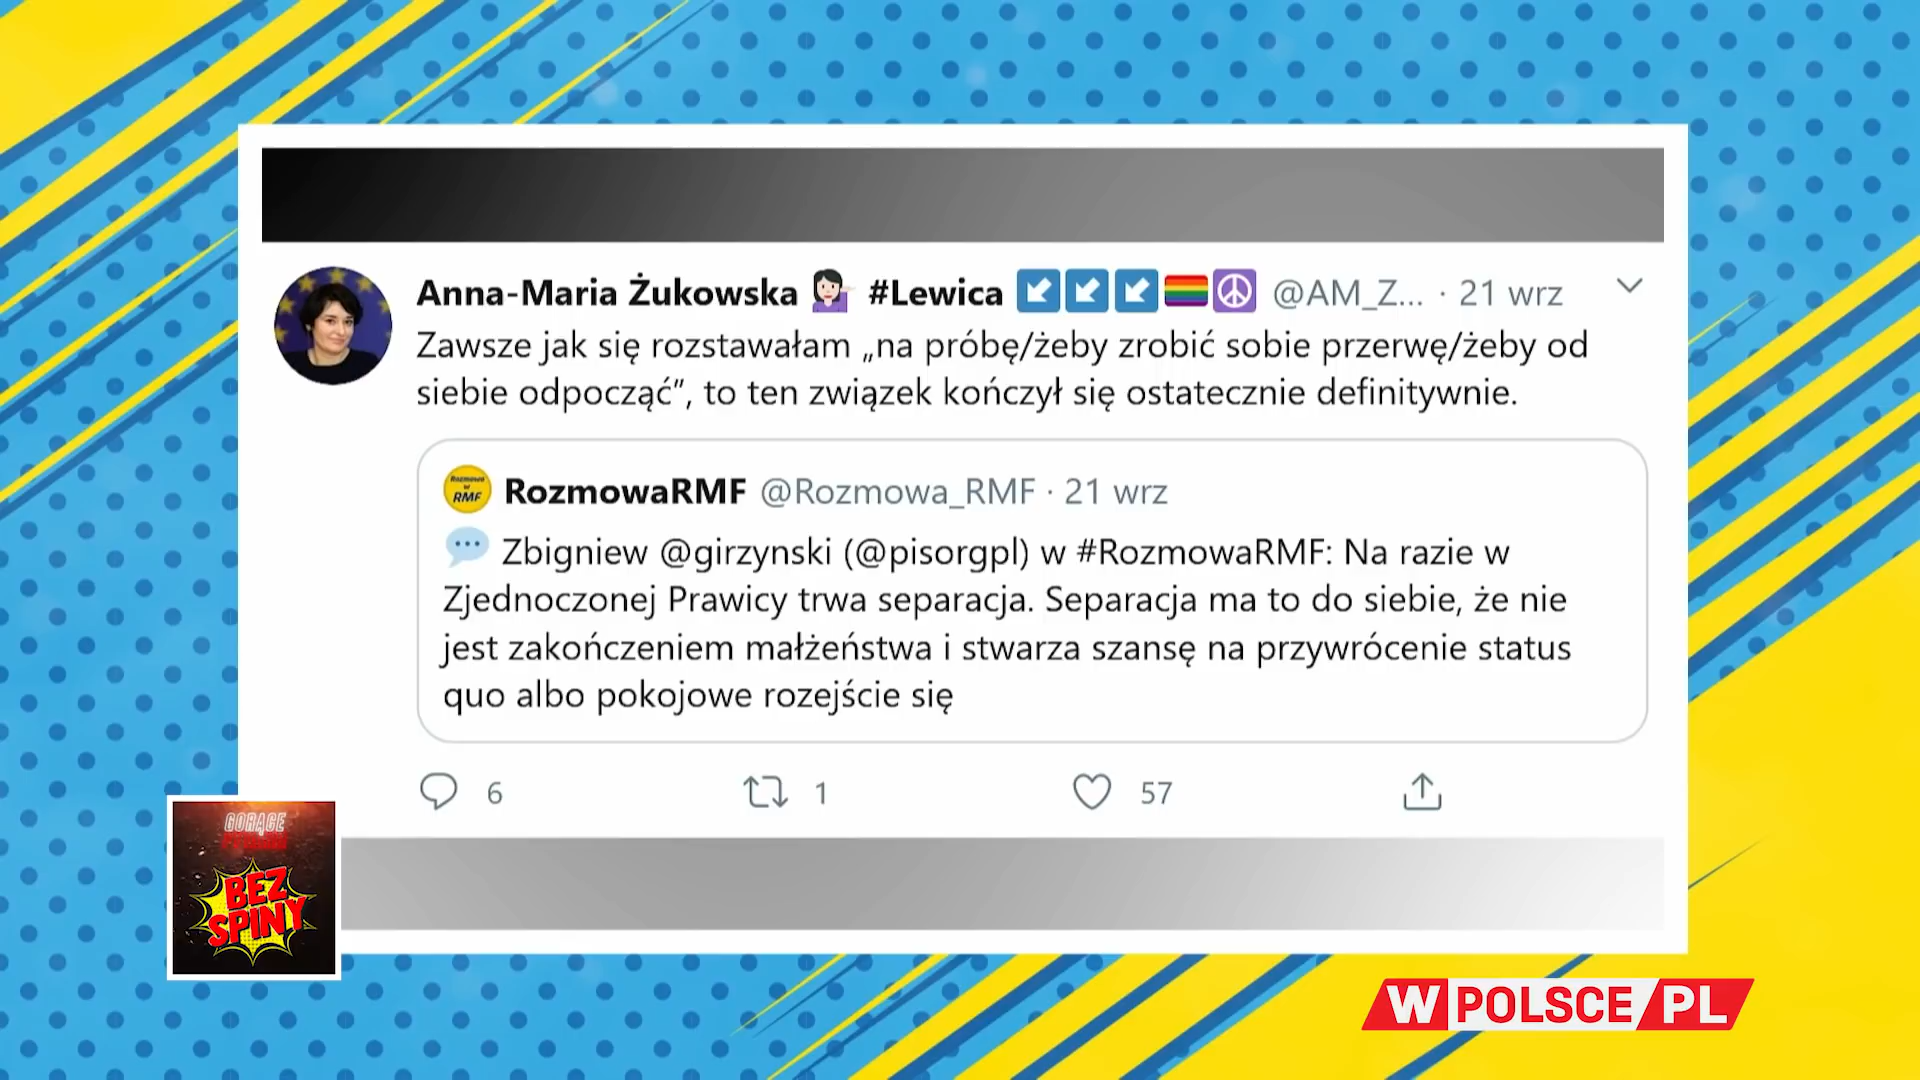 Anna-Maria Żukowska 💁🏻‍♀️ #Lewica ↙️↙️↙️🏳️‍🌈☮️ @AM_Z... · 21 wrz
Zawsze jak się rozstawałam „na próbę/żeby zrobić sobie przerwę/żeby od
siebie odpocząć”, to ten związek kończył się ostatecznie definitywnie.
Rozmowa
w
RMF
RozmowaRMF @Rozmowa_RMF · 21 wrz
💬 Zbigniew @girzynski (@pisorgpl) w #RozmowaRMF: Na razie w
Zjednoczonej Prawicy trwa separacja. Separacja ma to do siebie, że nie
jest zakończeniem małżeństwa i stwarza szansę na przywrócenie status
quo albo pokojowe rozejście się
6 1 57
GORĄCE
BEZ
SPINY
W POLSCE PL